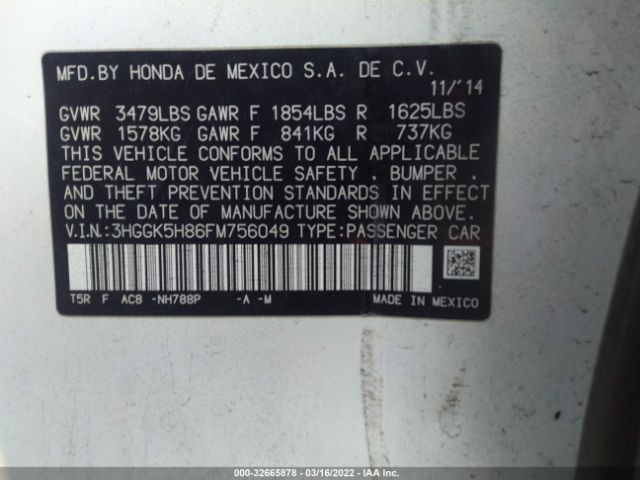 MFD.BY HONDA DE MEXICO S.A. DE C.V.
11/'14
GVWR 3479LBS GAWR F 1854LBS R 1625LBS
GVWR 1578KG GAWR F 841KG R 737KG
THIS VEHICLE CONFORMS TO ALL APPLICABLE
FEDERAL MOTOR VEHICLE SAFETY , BUMPER ,
AND THEFT PREVENTION STANDARDS IN EFFECT
ON THE DATE OF MANUFACTURE SHOWN ABOVE.
V.I.N.:3HGGK5H86FM756049 TYPE:PASSENGER CAR
T5R F AC8 -NH788P -A -M MADE IN MEXICO
000-32665878 - 03/16/2022 - IAA Inc.